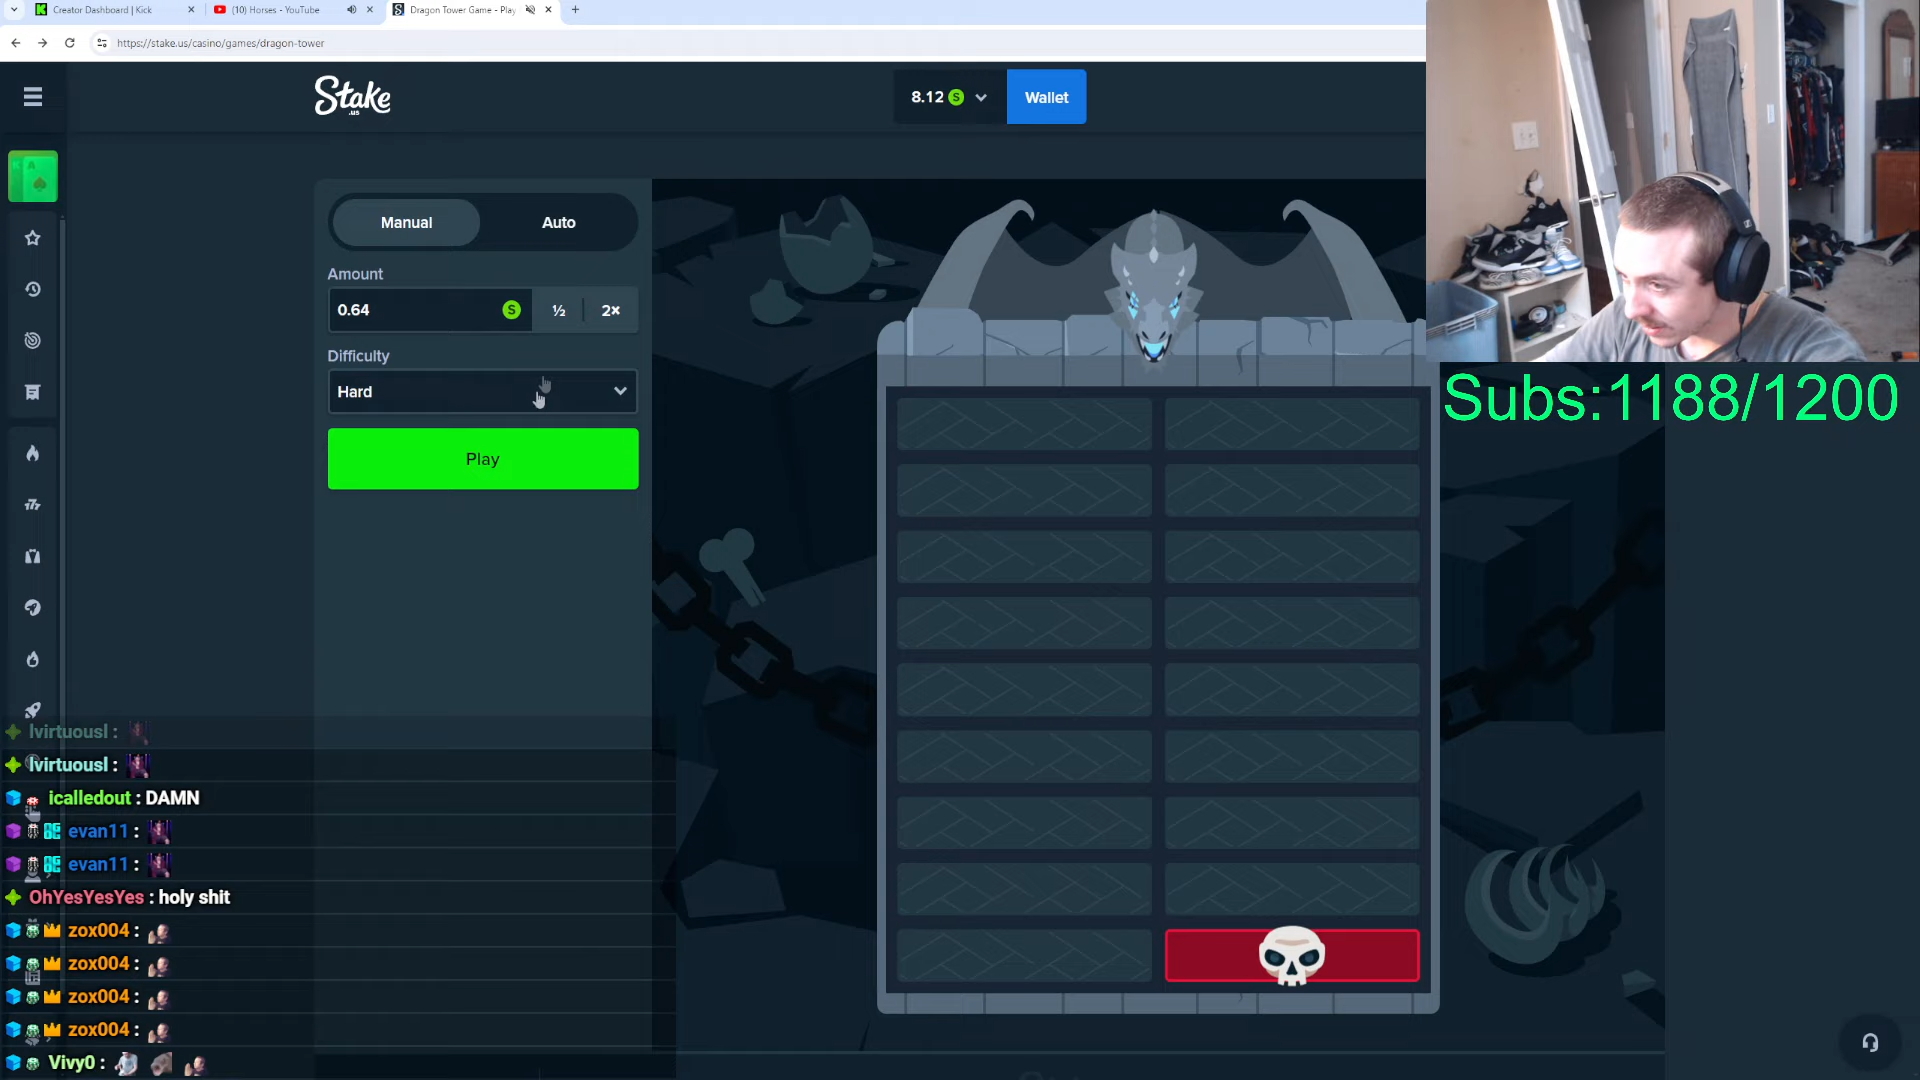 Creator Dashboard | Kick
(10) Horses - YouTube
Dragon Tower Game - Play
https://stake.us/casino/games/dragon-tower
Stake
.us
8.12 S
Wallet
Manual
Auto
Amount
0.64 S
½
2×
Difficulty
Hard
Play
Subs:1188/1200
lvirtuousl :
lvirtuousl :
icalledout : DAMN
evan11 :
evan11 :
OhYesYesYes : holy shit
zox004 :
zox004 :
zox004 :
zox004 :
Vivy0 :